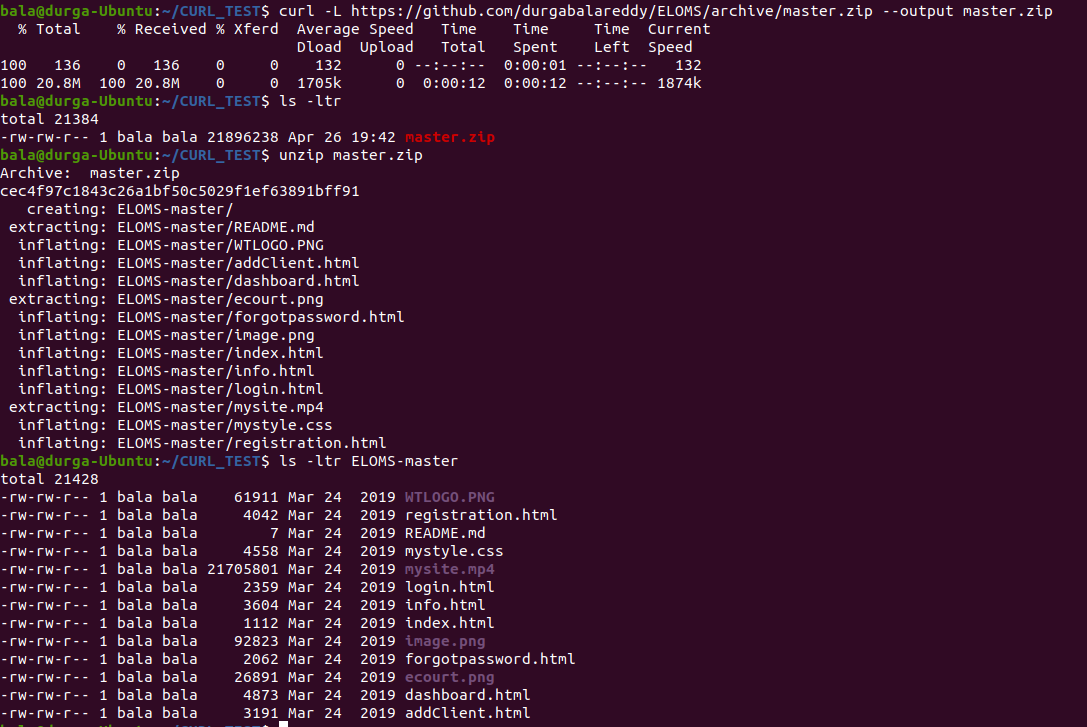 bala@durga-Ubuntu:~/CURL_TEST$ curl -L https://github.com/durgabalareddy/ELOMS/archive/master.zip --output master.zip
  % Total    % Received % Xferd  Average Speed   Time    Time     Time  Current
                                 Dload  Upload   Total   Spent    Left  Speed
100   136    0   136    0     0    132      0 --:--:--  0:00:01 --:--:--   132
100 20.8M  100 20.8M    0     0  1705k      0  0:00:12  0:00:12 --:--:-- 1874k
bala@durga-Ubuntu:~/CURL_TEST$ ls -ltr
total 21384
-rw-rw-r-- 1 bala bala 21896238 Apr 26 19:42 master.zip
bala@durga-Ubuntu:~/CURL_TEST$ unzip master.zip
Archive:  master.zip
cec4f97c1843c26a1bf50c5029f1ef63891bff91
   creating: ELOMS-master/
 extracting: ELOMS-master/README.md
  inflating: ELOMS-master/WTLOGO.PNG
  inflating: ELOMS-master/addClient.html
  inflating: ELOMS-master/dashboard.html
 extracting: ELOMS-master/ecourt.png
  inflating: ELOMS-master/forgotpassword.html
  inflating: ELOMS-master/image.png
  inflating: ELOMS-master/index.html
  inflating: ELOMS-master/info.html
  inflating: ELOMS-master/login.html
 extracting: ELOMS-master/mysite.mp4
  inflating: ELOMS-master/mystyle.css
  inflating: ELOMS-master/registration.html
bala@durga-Ubuntu:~/CURL_TEST$ ls -ltr ELOMS-master
total 21428
-rw-rw-r-- 1 bala bala    61911 Mar 24  2019 WTLOGO.PNG
-rw-rw-r-- 1 bala bala     4042 Mar 24  2019 registration.html
-rw-rw-r-- 1 bala bala        7 Mar 24  2019 README.md
-rw-rw-r-- 1 bala bala     4558 Mar 24  2019 mystyle.css
-rw-rw-r-- 1 bala bala 21705801 Mar 24  2019 mysite.mp4
-rw-rw-r-- 1 bala bala     2359 Mar 24  2019 login.html
-rw-rw-r-- 1 bala bala     3604 Mar 24  2019 info.html
-rw-rw-r-- 1 bala bala     1112 Mar 24  2019 index.html
-rw-rw-r-- 1 bala bala    92823 Mar 24  2019 image.png
-rw-rw-r-- 1 bala bala     2062 Mar 24  2019 forgotpassword.html
-rw-rw-r-- 1 bala bala    26891 Mar 24  2019 ecourt.png
-rw-rw-r-- 1 bala bala     4873 Mar 24  2019 dashboard.html
-rw-rw-r-- 1 bala bala     3191 Mar 24  2019 addClient.html